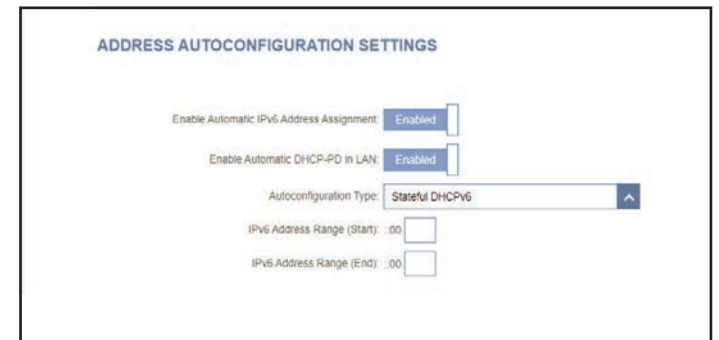 ADDRESS AUTOCONFIGURATION SETTINGS
Enable Automatic IPv6 Address Assignment: Enabled
Enable Automatic DHCP-PD in LAN: Enabled
Autoconfiguration Type: Stateful DHCPv6
IPv6 Address Range (Start): ::00
IPv6 Address Range (End): ::00